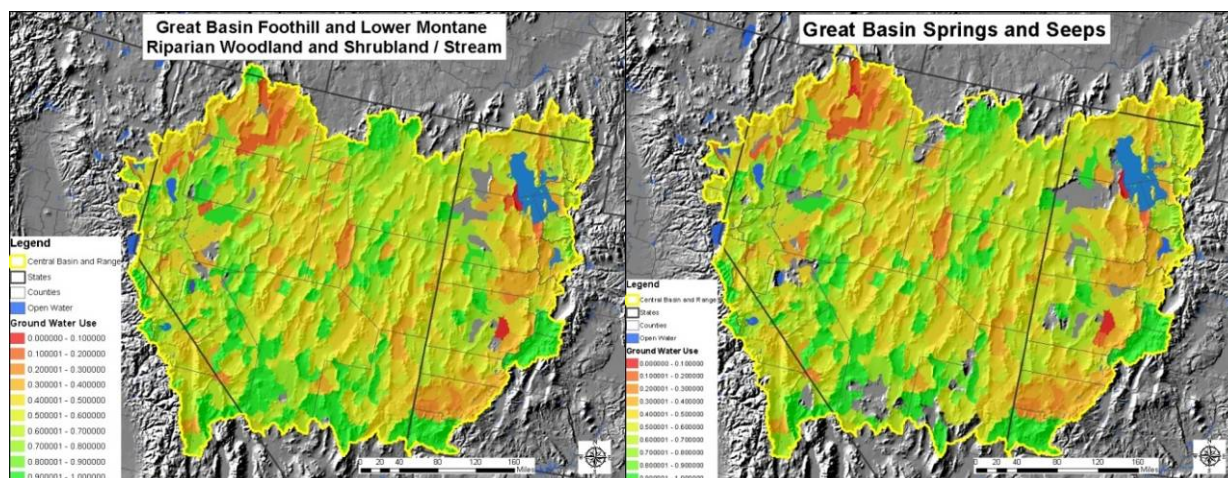 Great Basin Foothill and Lower Montane
Riparian Woodland and Shrubland / Stream
Legend
Central Basin and Range
States
Counties
Open Water
Ground Water Use
0.000000 - 0.100000
0.100001 - 0.200000
0.200001 - 0.300000
0.300001 - 0.400000
0.400001 - 0.500000
0.500001 - 0.600000
0.600001 - 0.700000
0.700001 - 0.800000
0.800001 - 0.900000
0.900001 - 1.000000
0 20 40 80 120 160
Miles
Great Basin Springs and Seeps
Legend
Central Basin and Range
States
Counties
Open Water
Ground Water Use
0.000000 - 0.100000
0.100001 - 0.200000
0.200001 - 0.300000
0.300001 - 0.400000
0.400001 - 0.500000
0.500001 - 0.600000
0.600001 - 0.700000
0.700001 - 0.800000
0.800001 - 0.900000
0 20 40 80 120 160
Miles